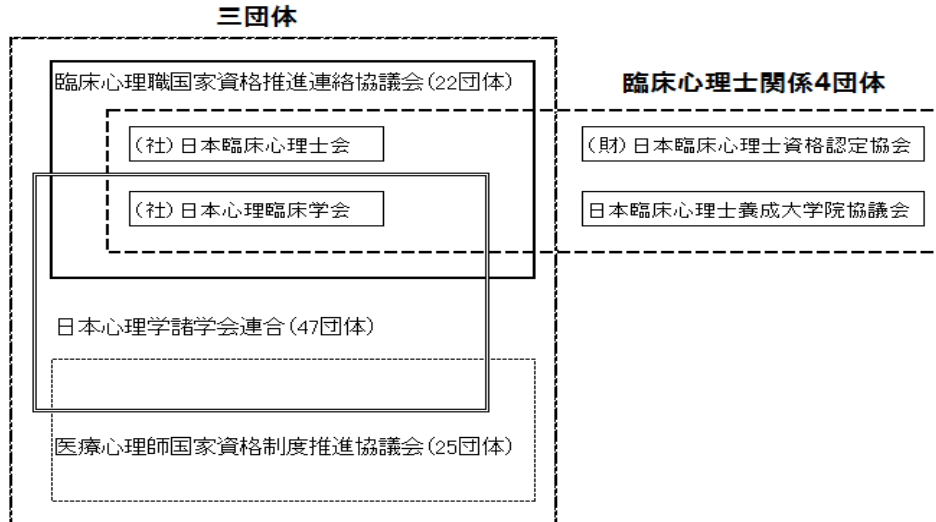 三団体
臨床心理職国家資格推進連絡協議会(22団体)
臨床心理士関係4団体
(社)日本臨床心理士会
(財)日本臨床心理士資格認定協会
(社)日本心理臨床学会
日本臨床心理士養成大学院協議会
日本心理学諸学会連合(47団体)
医療心理師国家資格制度推進協議会(25団体)